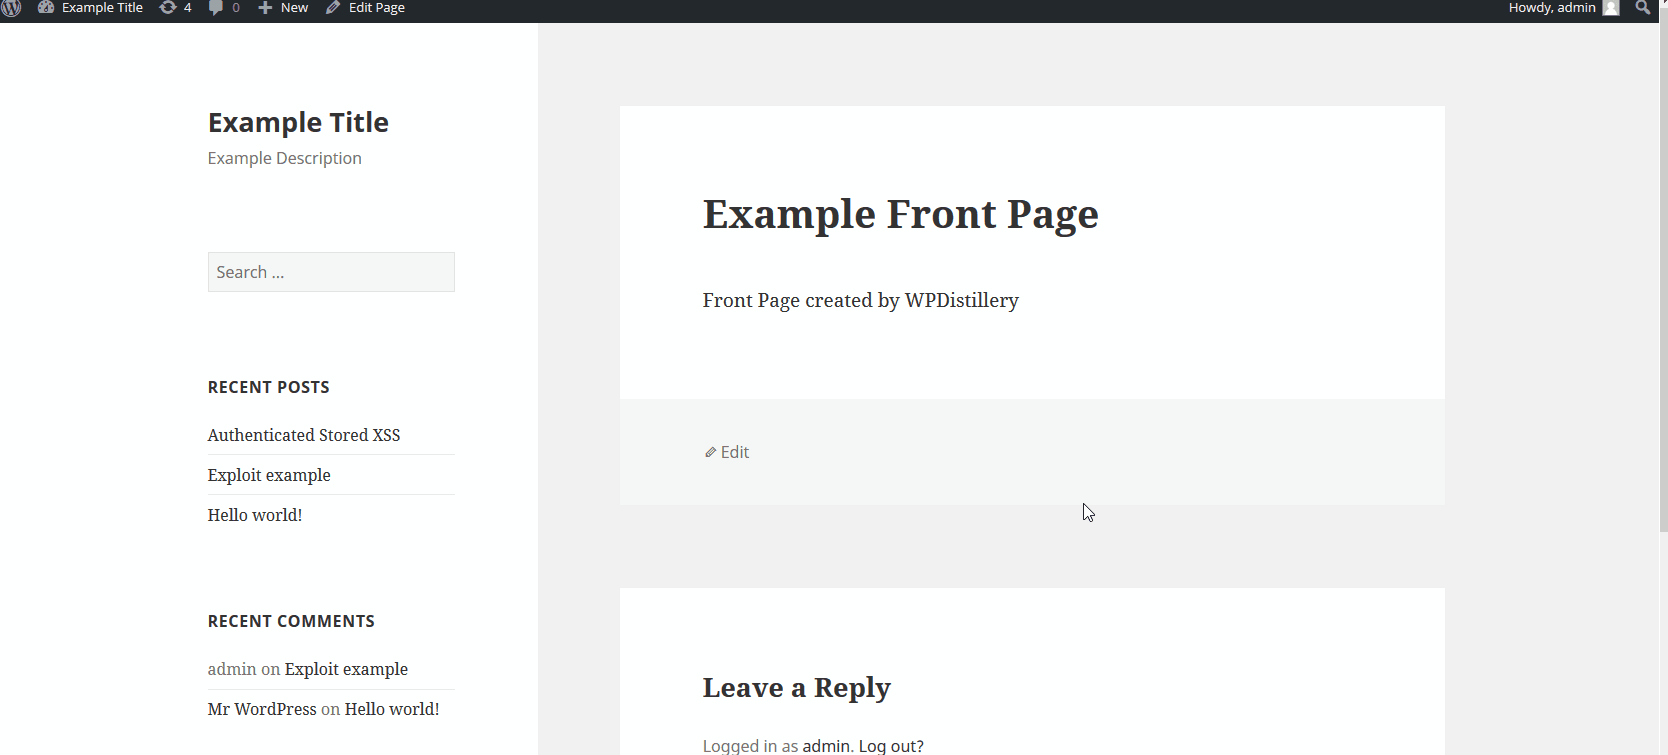 Example Title 4 0 New Edit Page Howdy, admin
Example Title
Example Description
Search ...
RECENT POSTS
Authenticated Stored XSS
Exploit example
Hello world!
RECENT COMMENTS
admin on Exploit example
Mr WordPress on Hello world!
Example Front Page
Front Page created by WPDistillery
Edit
Leave a Reply
Logged in as admin. Log out?